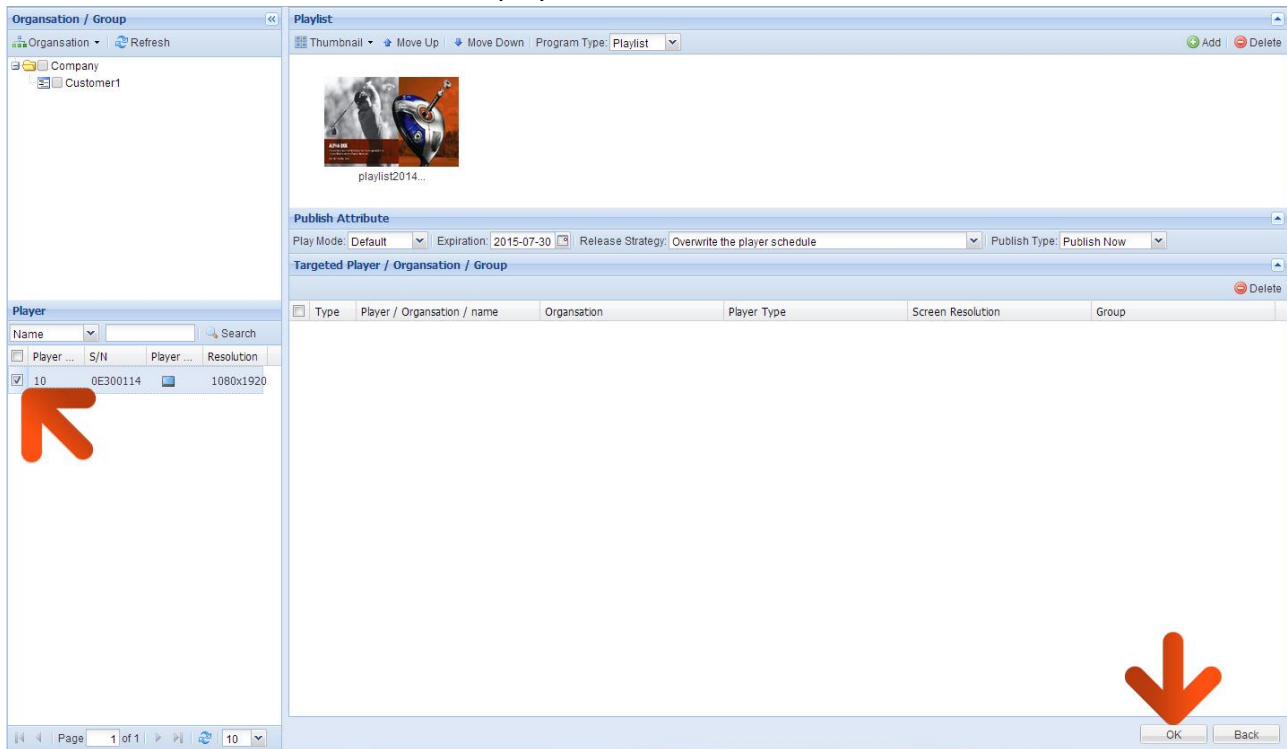 Organsation / Group
Organsation
Refresh
Company
Customer1
Player
Name
Search
Player ... S/N Player ... Resolution
10 0E300114 1080x1920
Page 1 of 1
10
Playlist
Thumbnail Move Up Move Down Program Type: Playlist
Add Delete
playlist2014...
Publish Attribute
Play Mode: Default Expiration: 2015-07-30 Release Strategy: Overwrite the player schedule Publish Type: Publish Now
Targeted Player / Organsation / Group
Delete
Type Player / Organsation / name Organsation Player Type Screen Resolution Group
OK Back